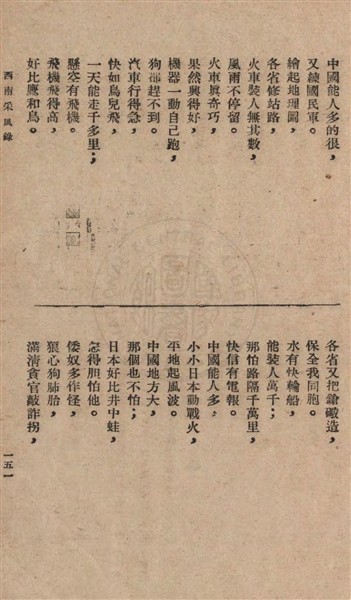 中國能人多的很，
又練國民軍。
繪起地理圖，
各省修站路，
火車裝人無其數，
風雨不停留。
火車眞奇巧，
果然興得好，
機器一動自己跑，
狗都趕不到。
汽車行得急，
快如鳥兒飛，
一天能走千多里；
懸空有飛機。
飛機飛得高，
好比鷹和鳥。
西南采風錄
各省又把鎗礮造，
保全我同胞。
水有快輪船，
能裝人萬千；
那怕路隔千萬里，
快信有電報。
中國能人多，
小小日本動戰火，
平地起風波。
中國地方大，
那個也不怕；
日本好比井中蛙，
怎得胆怕他。
倭奴多作怪，
狼心狗肺胎，
滿清貪官敲詐拐，
一五一